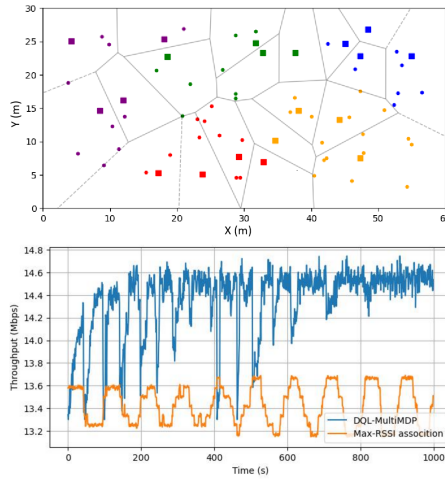 30
25
20
15
10
5
0
Y (m)
0 10 20 30 40 50 60
X (m)
14.8
14.6
14.4
14.2
14.0
13.8
13.6
13.4
13.2
Throughput (Mbps)
DQL-MultiMDP
Max-RSSI assocition
0 200 400 600 800 1000
Time (s)